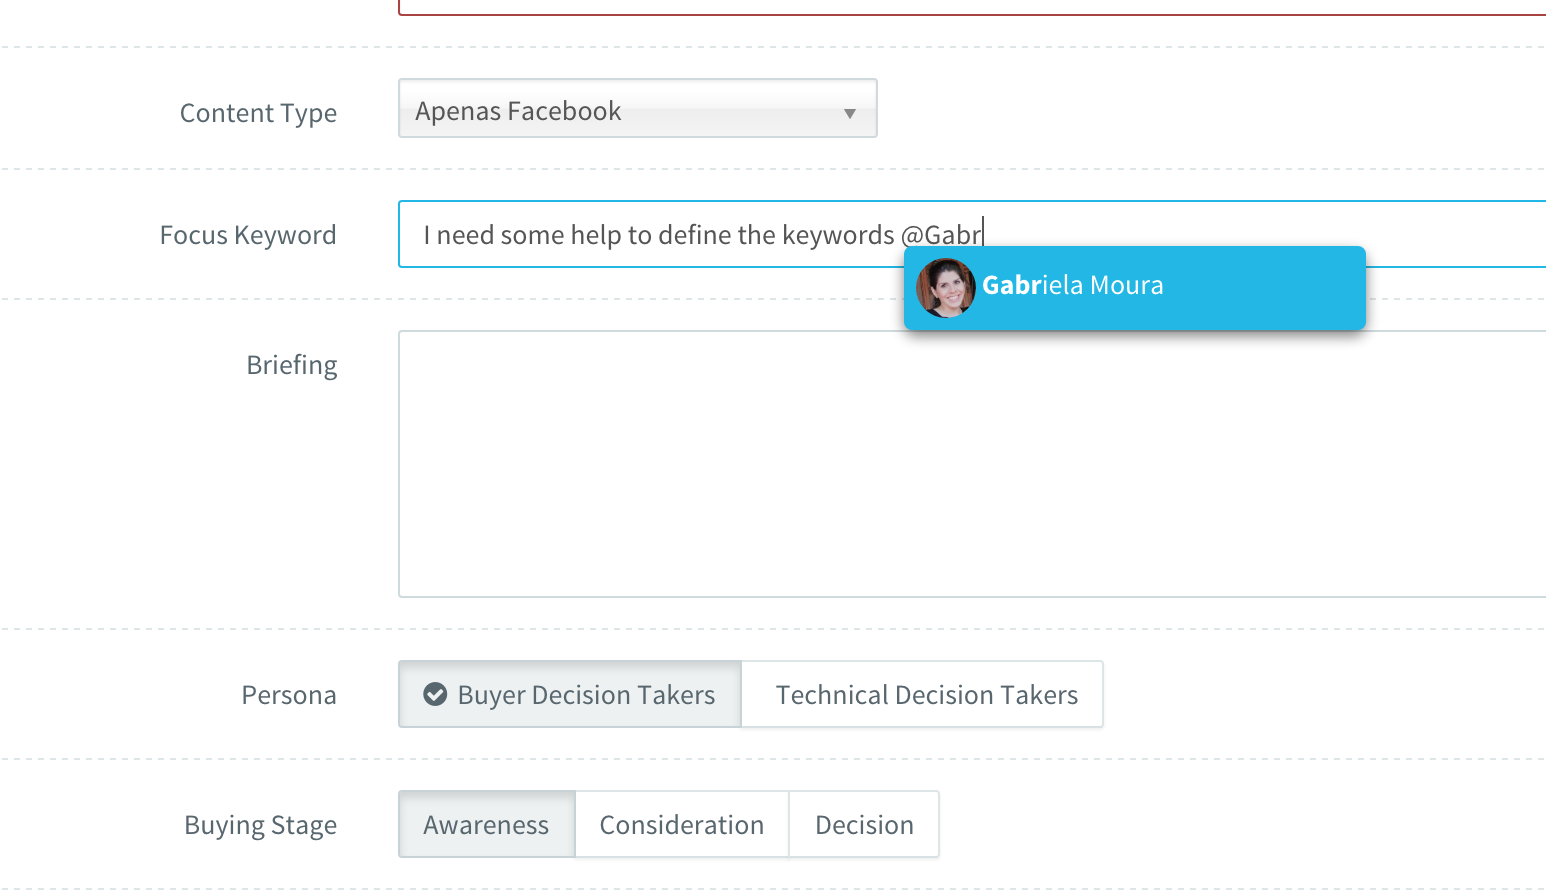 Content Type
Apenas Facebook
Focus Keyword
I need some help to define the keywords @Gabr
Gabriela Moura
Briefing
Persona
Buyer Decision Takers
Technical Decision Takers
Buying Stage
Awareness
Consideration
Decision